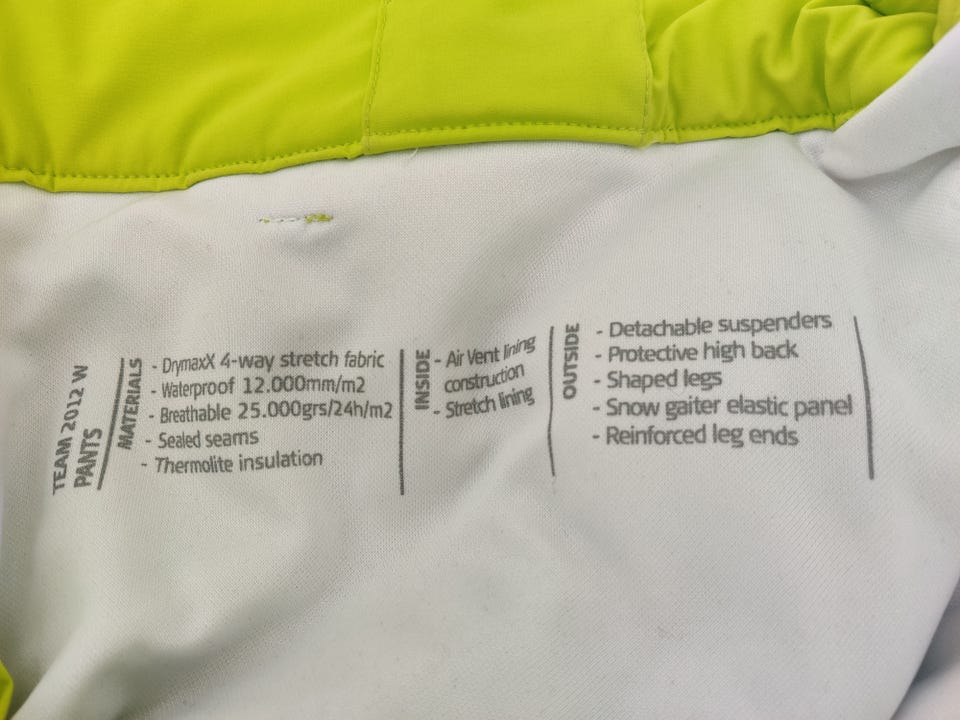 TEAM 2012 W
PANTS
MATERIALS
- DrymaxX 4-way stretch fabric
- Waterproof 12.000mm/m2
- Breathable 25.000grs/24h/m2
- Sealed seams
- Thermolite insulation
INSIDE
- Air Vent lining
construction
- Stretch lining
OUTSIDE
- Detachable suspenders
- Protective high back
- Shaped legs
- Snow gaiter elastic panel
- Reinforced leg ends